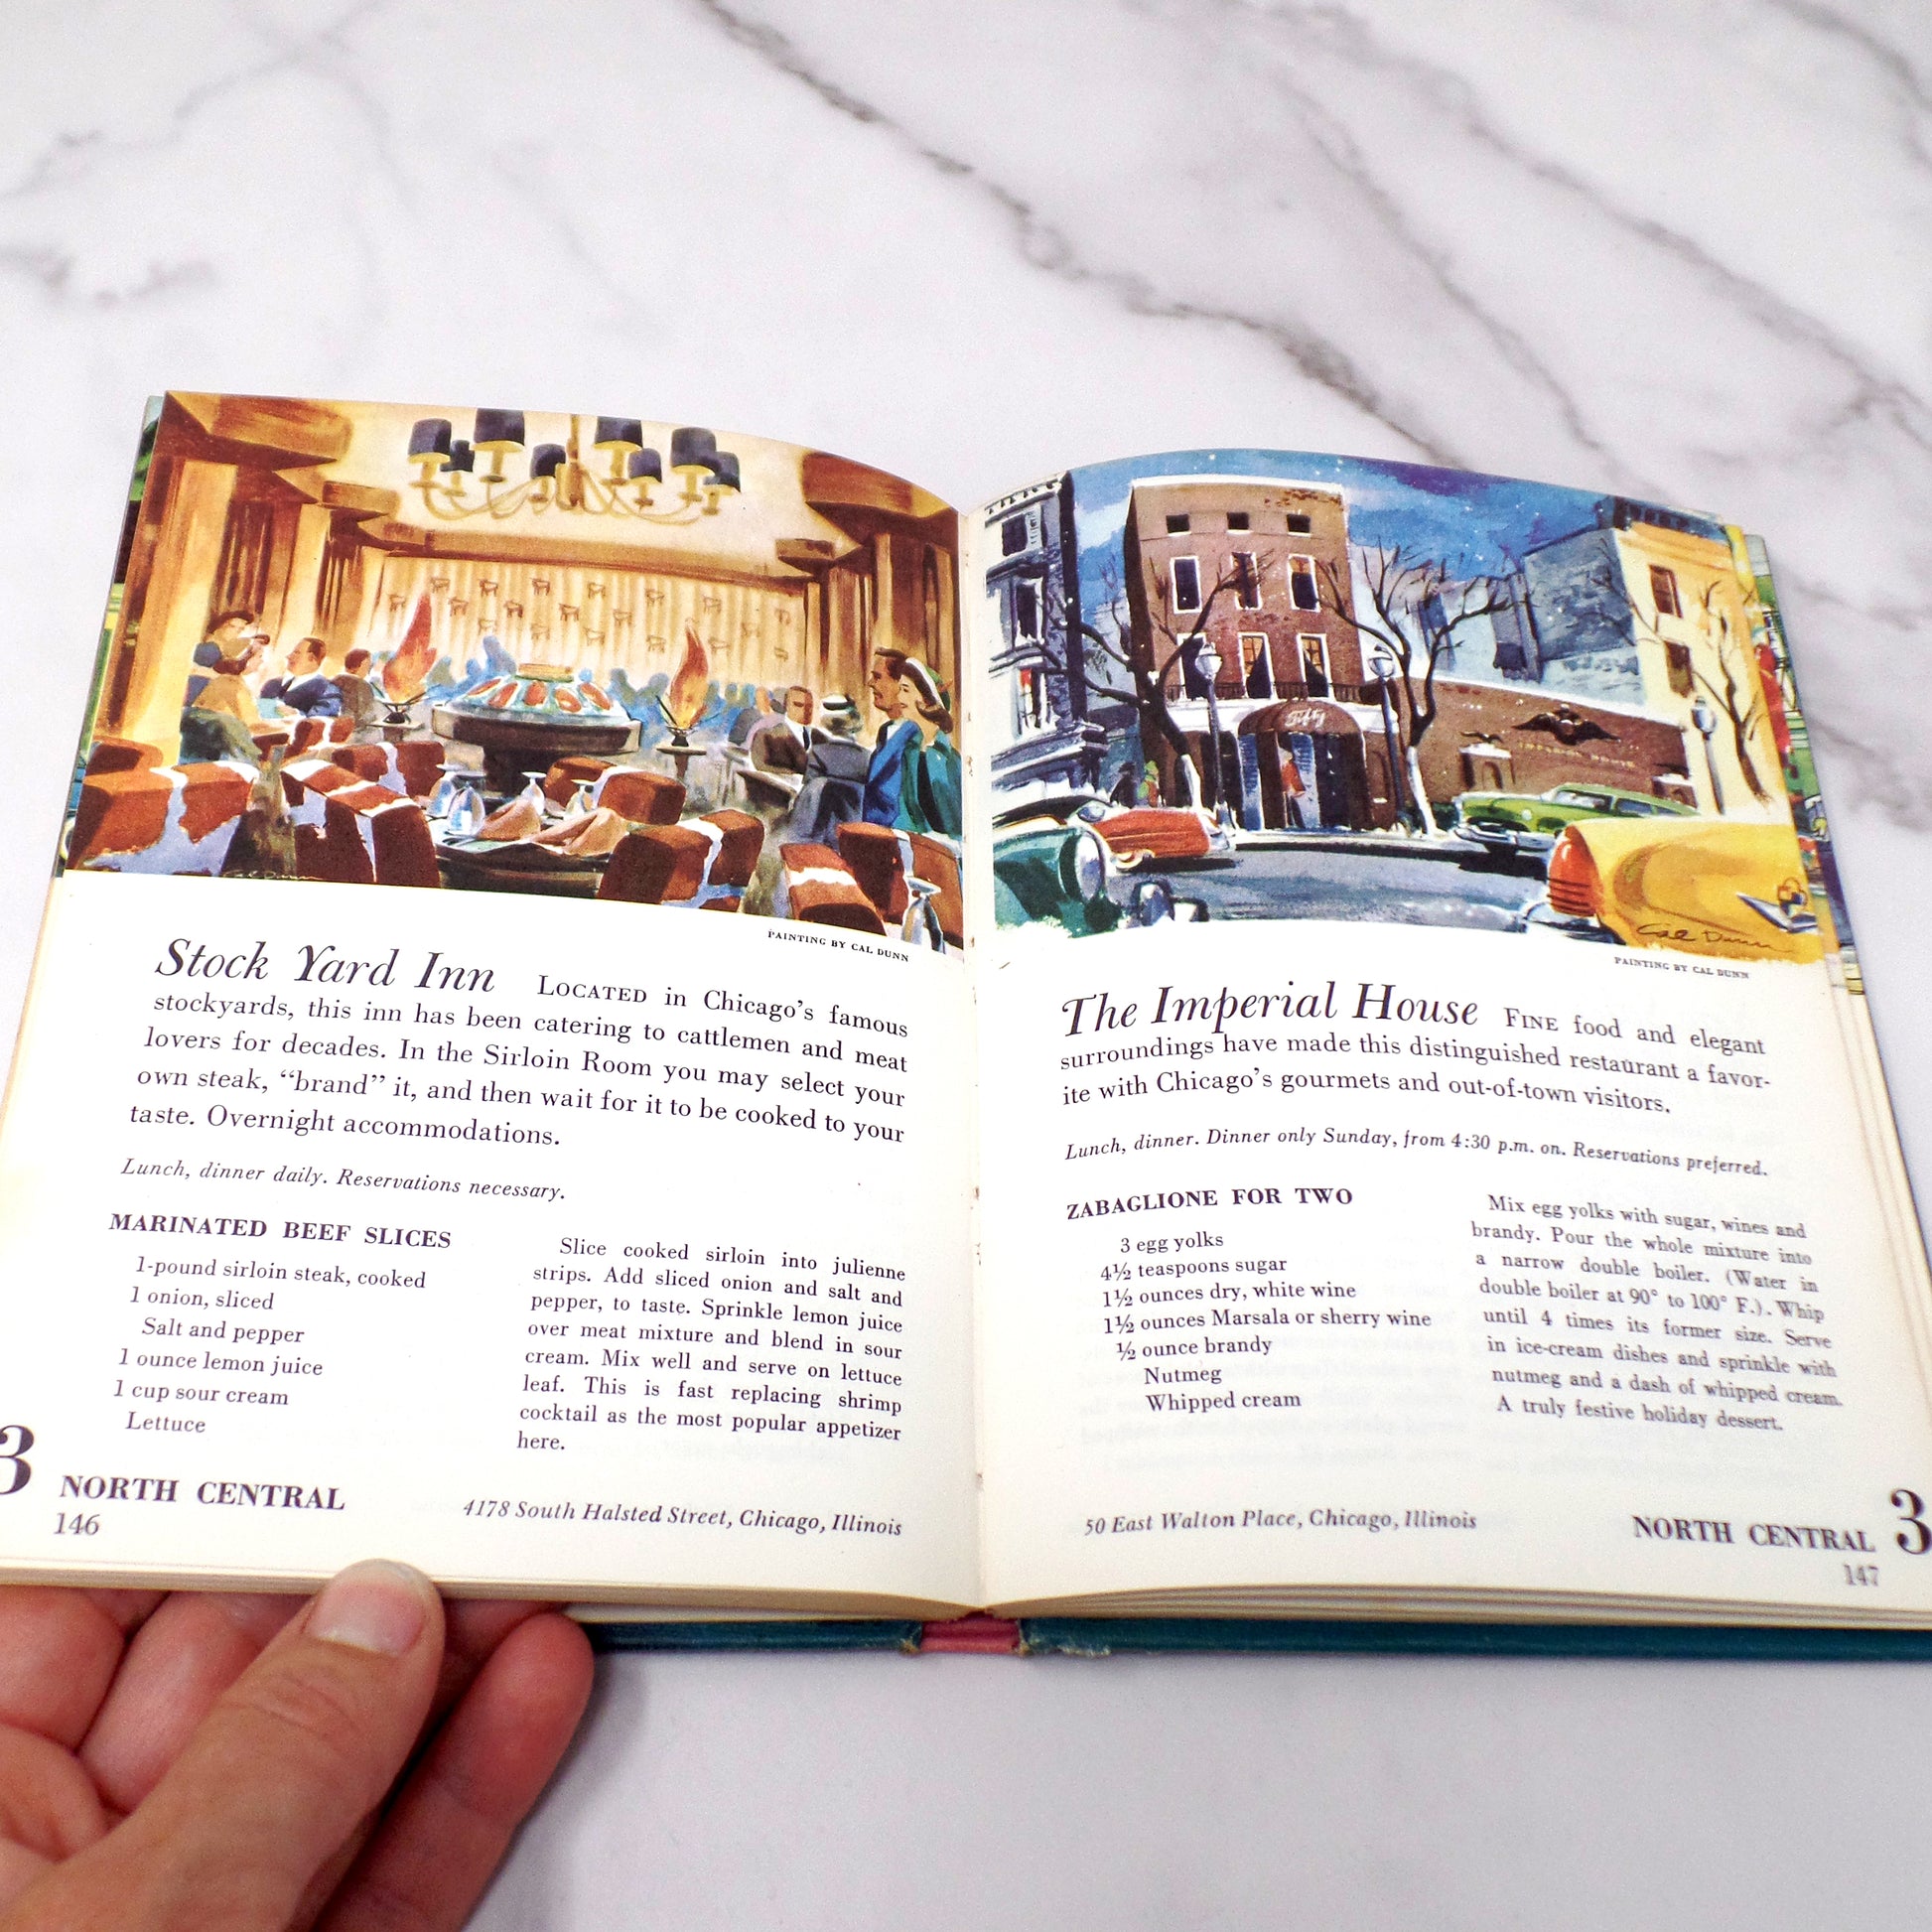 Cal Dunn
PAINTING BY CAL DUNN
Stock Yard Inn LOCATED in Chicago's famous
stockyards, this inn has been catering to cattlemen and meat
lovers for decades. In the Sirloin Room you may select your
own steak, “brand” it, and then wait for it to be cooked to your
taste. Overnight accommodations.
Lunch, dinner daily. Reservations necessary.
MARINATED BEEF SLICES
1-pound sirloin steak, cooked
1 onion, sliced
Salt and pepper
1 ounce lemon juice
1 cup sour cream
Lettuce
Slice cooked sirloin into julienne
strips. Add sliced onion and salt and
pepper, to taste. Sprinkle lemon juice
over meat mixture and blend in sour
cream. Mix well and serve on lettuce
leaf. This is fast replacing shrimp
cocktail as the most popular appetizer
here.
3 NORTH CENTRAL
146
4178 South Halsted Street, Chicago, Illinois
IMPERIAL HOUSE
Cal Dunn
PAINTING BY CAL DUNN
The Imperial House FINE food and elegant
surroundings have made this distinguished restaurant a favor-
ite with Chicago's gourmets and out-of-town visitors.
Lunch, dinner. Dinner only Sunday, from 4:30 p.m. on. Reservations preferred.
ZABAGLIONE FOR TWO
3 egg yolks
4½ teaspoons sugar
1½ ounces dry, white wine
1½ ounces Marsala or sherry wine
½ ounce brandy
Nutmeg
Whipped cream
Mix egg yolks with sugar, wines and
brandy. Pour the whole mixture into
a narrow double boiler. (Water in
double boiler at 90° to 100° F.). Whip
until 4 times its former size. Serve
in ice-cream dishes and sprinkle with
nutmeg and a dash of whipped cream.
A truly festive holiday dessert.
50 East Walton Place, Chicago, Illinois
NORTH CENTRAL 3
147